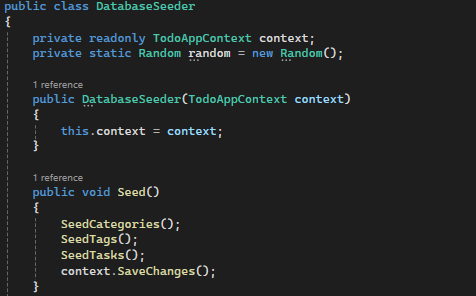 public class DatabaseSeeder
{
private readonly TodoAppContext context;
private static Random random = new Random();
1 reference
public DatabaseSeeder(TodoAppContext context)
{
this.context = context;
}
1 reference
public void Seed()
{
SeedCategories();
SeedTags();
SeedTasks();
context.SaveChanges();
}